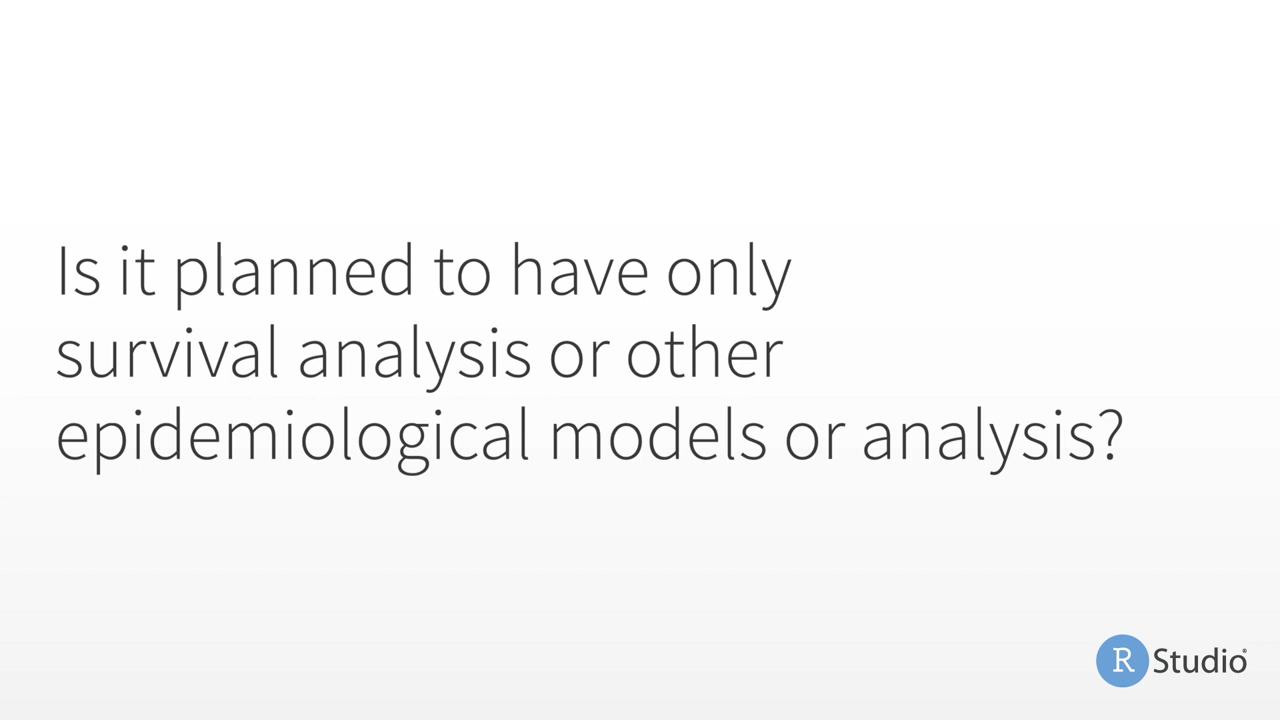 Is it planned to have only
survival analysis or other
epidemiological models or analysis?
R Studio®